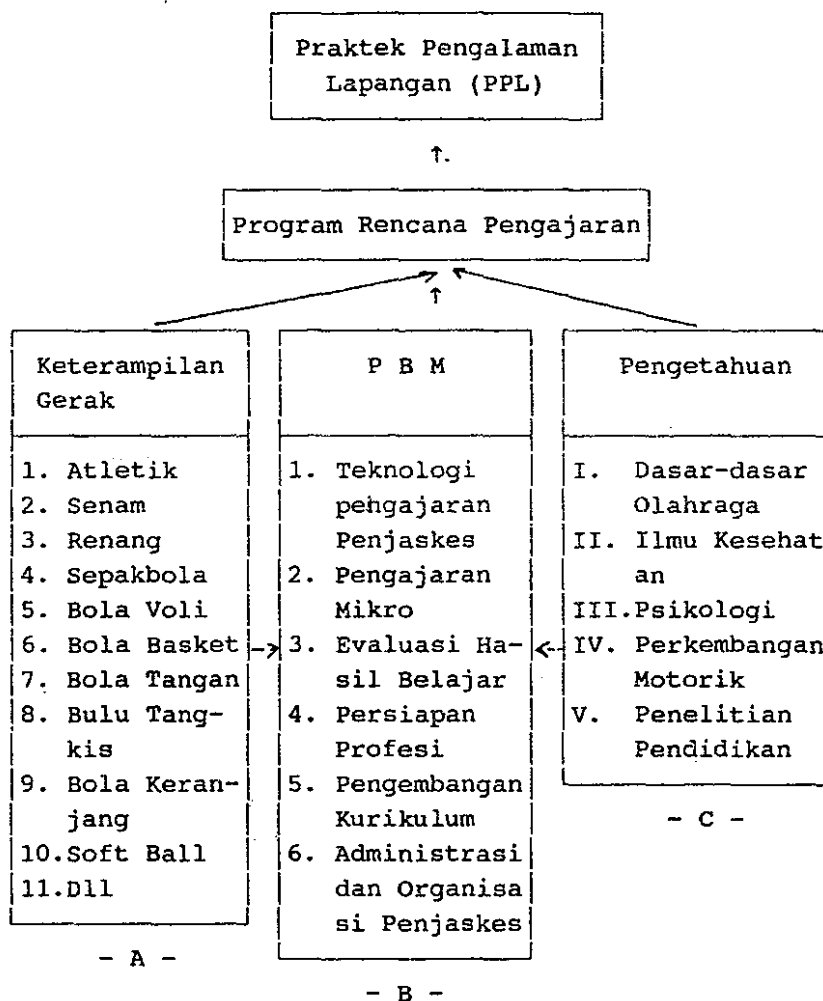 Praktek Pengalaman
Lapangan (PPL)
↑.
Program Rencana Pengajaran
↑
Keterampilan
Gerak
1. Atletik
2. Senam
3. Renang
4. Sepakbola
5. Bola Voli
6. Bola Basket
7. Bola Tangan
8. Bulu Tang-
kis
9. Bola Keran-
jang
10.Soft Ball
11.Dll
- A -
P B M
1. Teknologi
pengajaran
Penjaskes
2. Pengajaran
Mikro
3. Evaluasi Ha-
sil Belajar
4. Persiapan
Profesi
5. Pengembangan
Kurikulum
6. Administrasi
dan Organisa
si Penjaskes
- B -
Pengetahuan
I. Dasar-dasar
Olahraga
II. Ilmu Kesehat
an
III.Psikologi
IV. Perkembangan
Motorik
V. Penelitian
Pendidikan
- C -